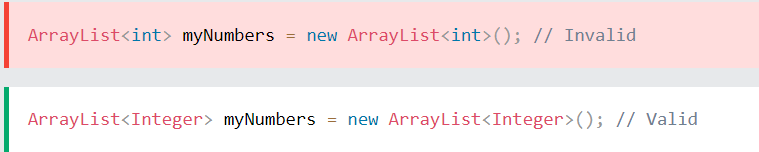 ArrayList<int> myNumbers = new ArrayList<int>(); // Invalid
ArrayList<Integer> myNumbers = new ArrayList<Integer>(); // Valid